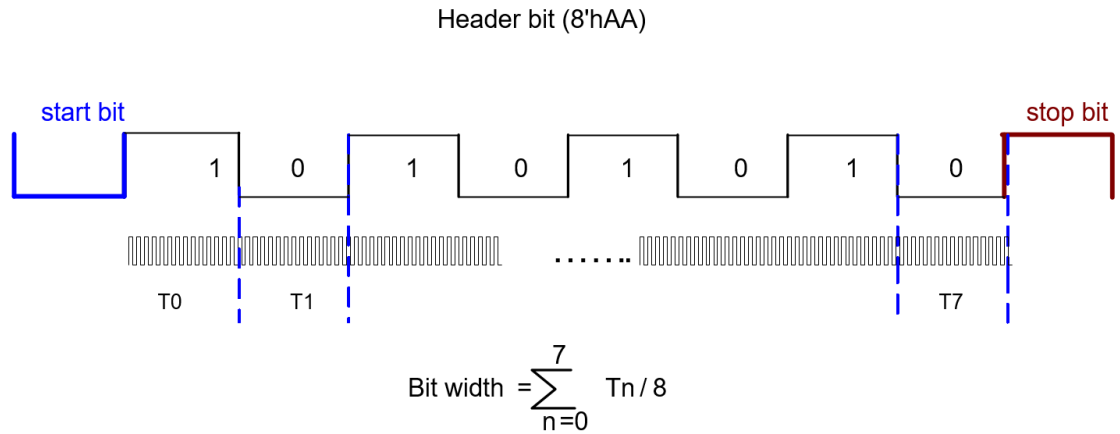 Header bit (8'hAA)
start bit
stop bit
1 0 1 0 1 0 1 0
.......
T0 T1 T7
7
Bit width = ∑ Tn / 8
n=0